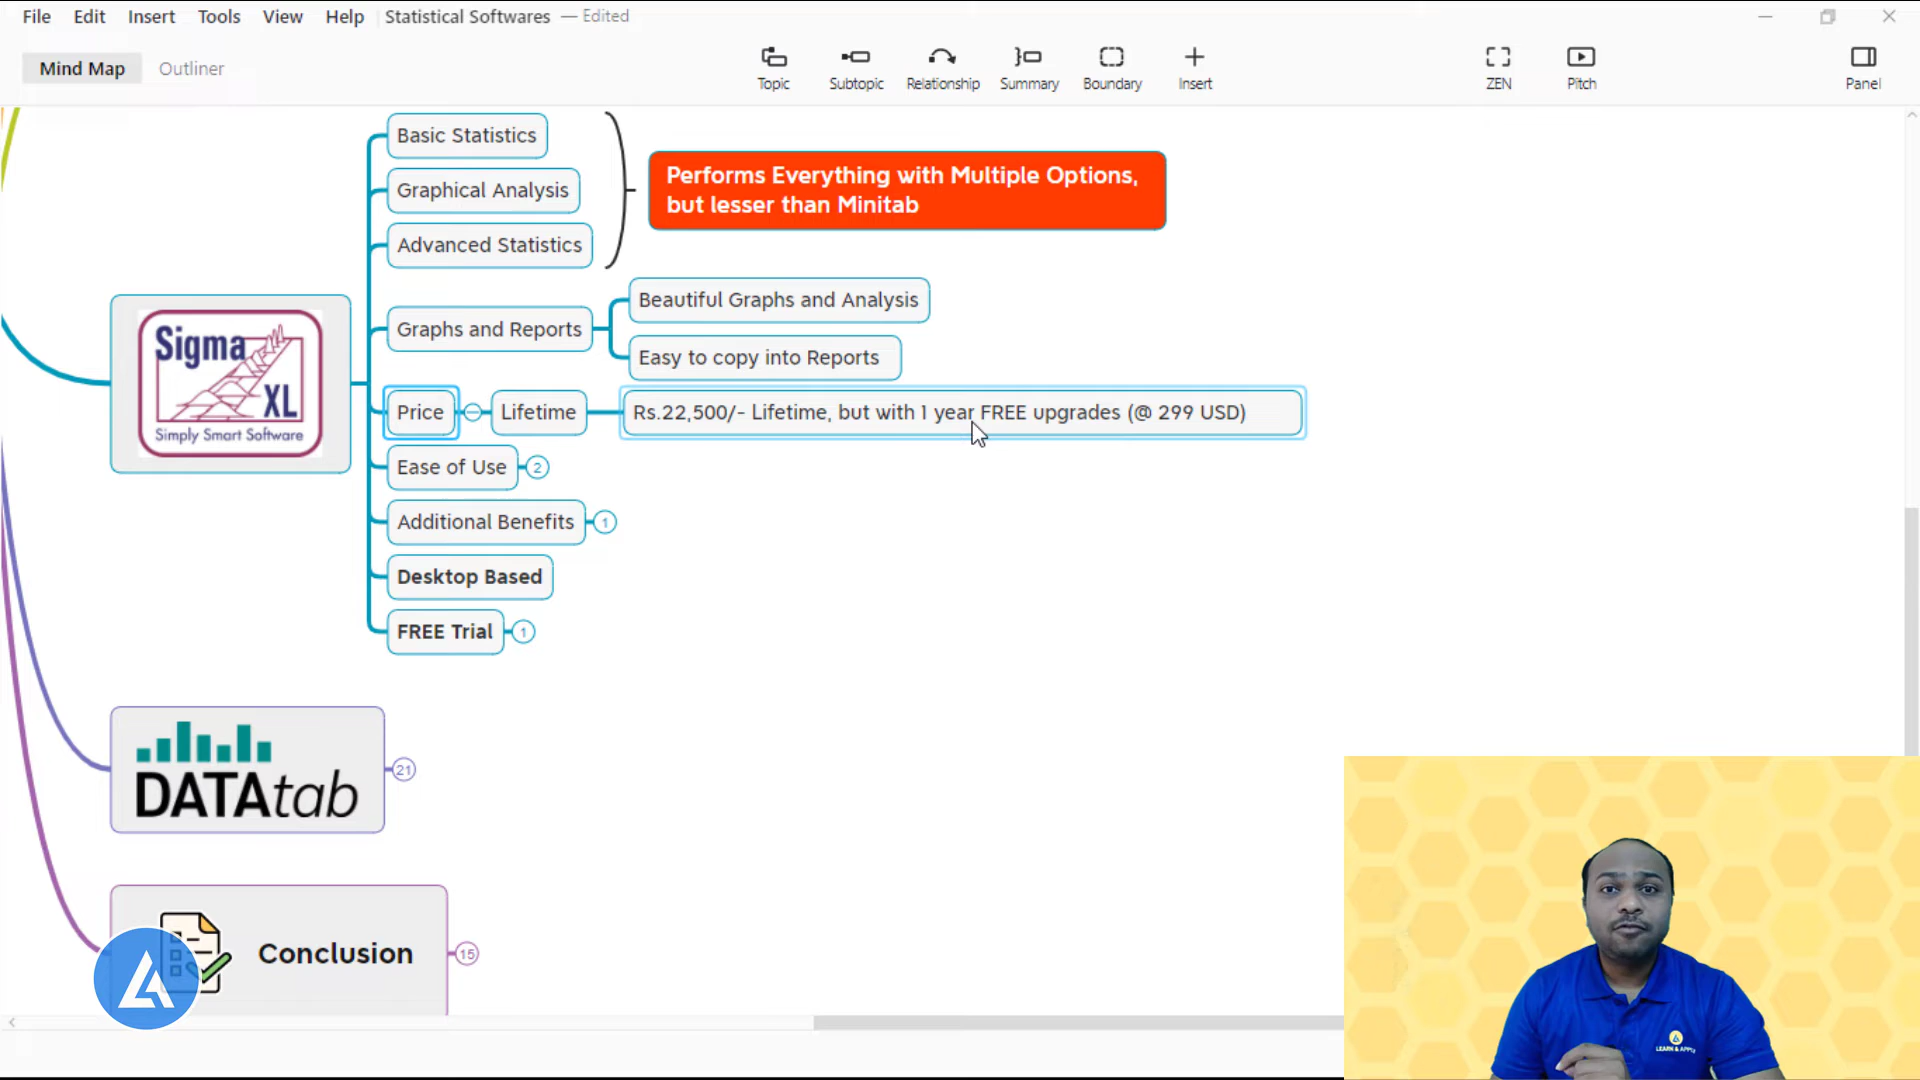 File Edit Insert Tools View Help Statistical Softwares — Edited
Mind Map Outliner
Topic Subtopic Relationship Summary Boundary Insert ZEN Pitch Panel
Basic Statistics
Graphical Analysis
Advanced Statistics
Performs Everything with Multiple Options,
but lesser than Minitab
Graphs and Reports
Beautiful Graphs and Analysis
Easy to copy into Reports
Sigma
XL
Simply Smart Software
Price Lifetime Rs.22,500/- Lifetime, but with 1 year FREE upgrades (@ 299 USD)
Ease of Use 2
Additional Benefits 1
Desktop Based
FREE Trial 1
DATAtab 21
Conclusion 15
LEARN & APPLY